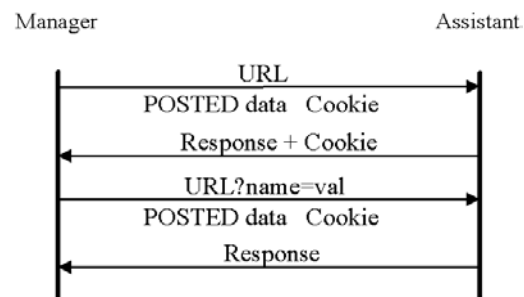 Manager Assistant
URL
POSTED data Cookie
Response + Cookie
URL?name=val
POSTED data Cookie
Response